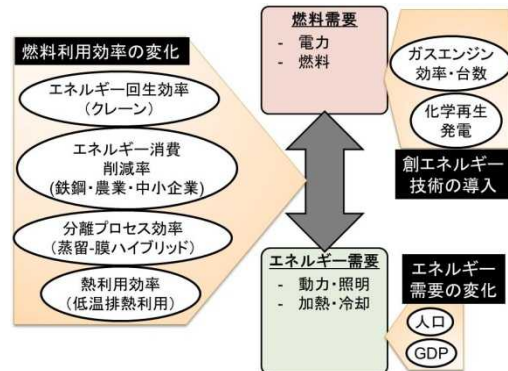 燃料利用効率の変化
エネルギー回生効率
(クレーン)
エネルギー消費
削減率
(鉄鋼・農業・中小企業)
分離プロセス効率
(蒸留-膜ハイブリッド)
熱利用効率
(低温排熱利用)
燃料需要
- 電力
- 燃料
エネルギー需要
- 動力・照明
- 加熱・冷却
ガスエンジン
効率・台数
化学再生
発電
創エネルギー
技術の導入
エネルギー
需要の変化
人口
GDP